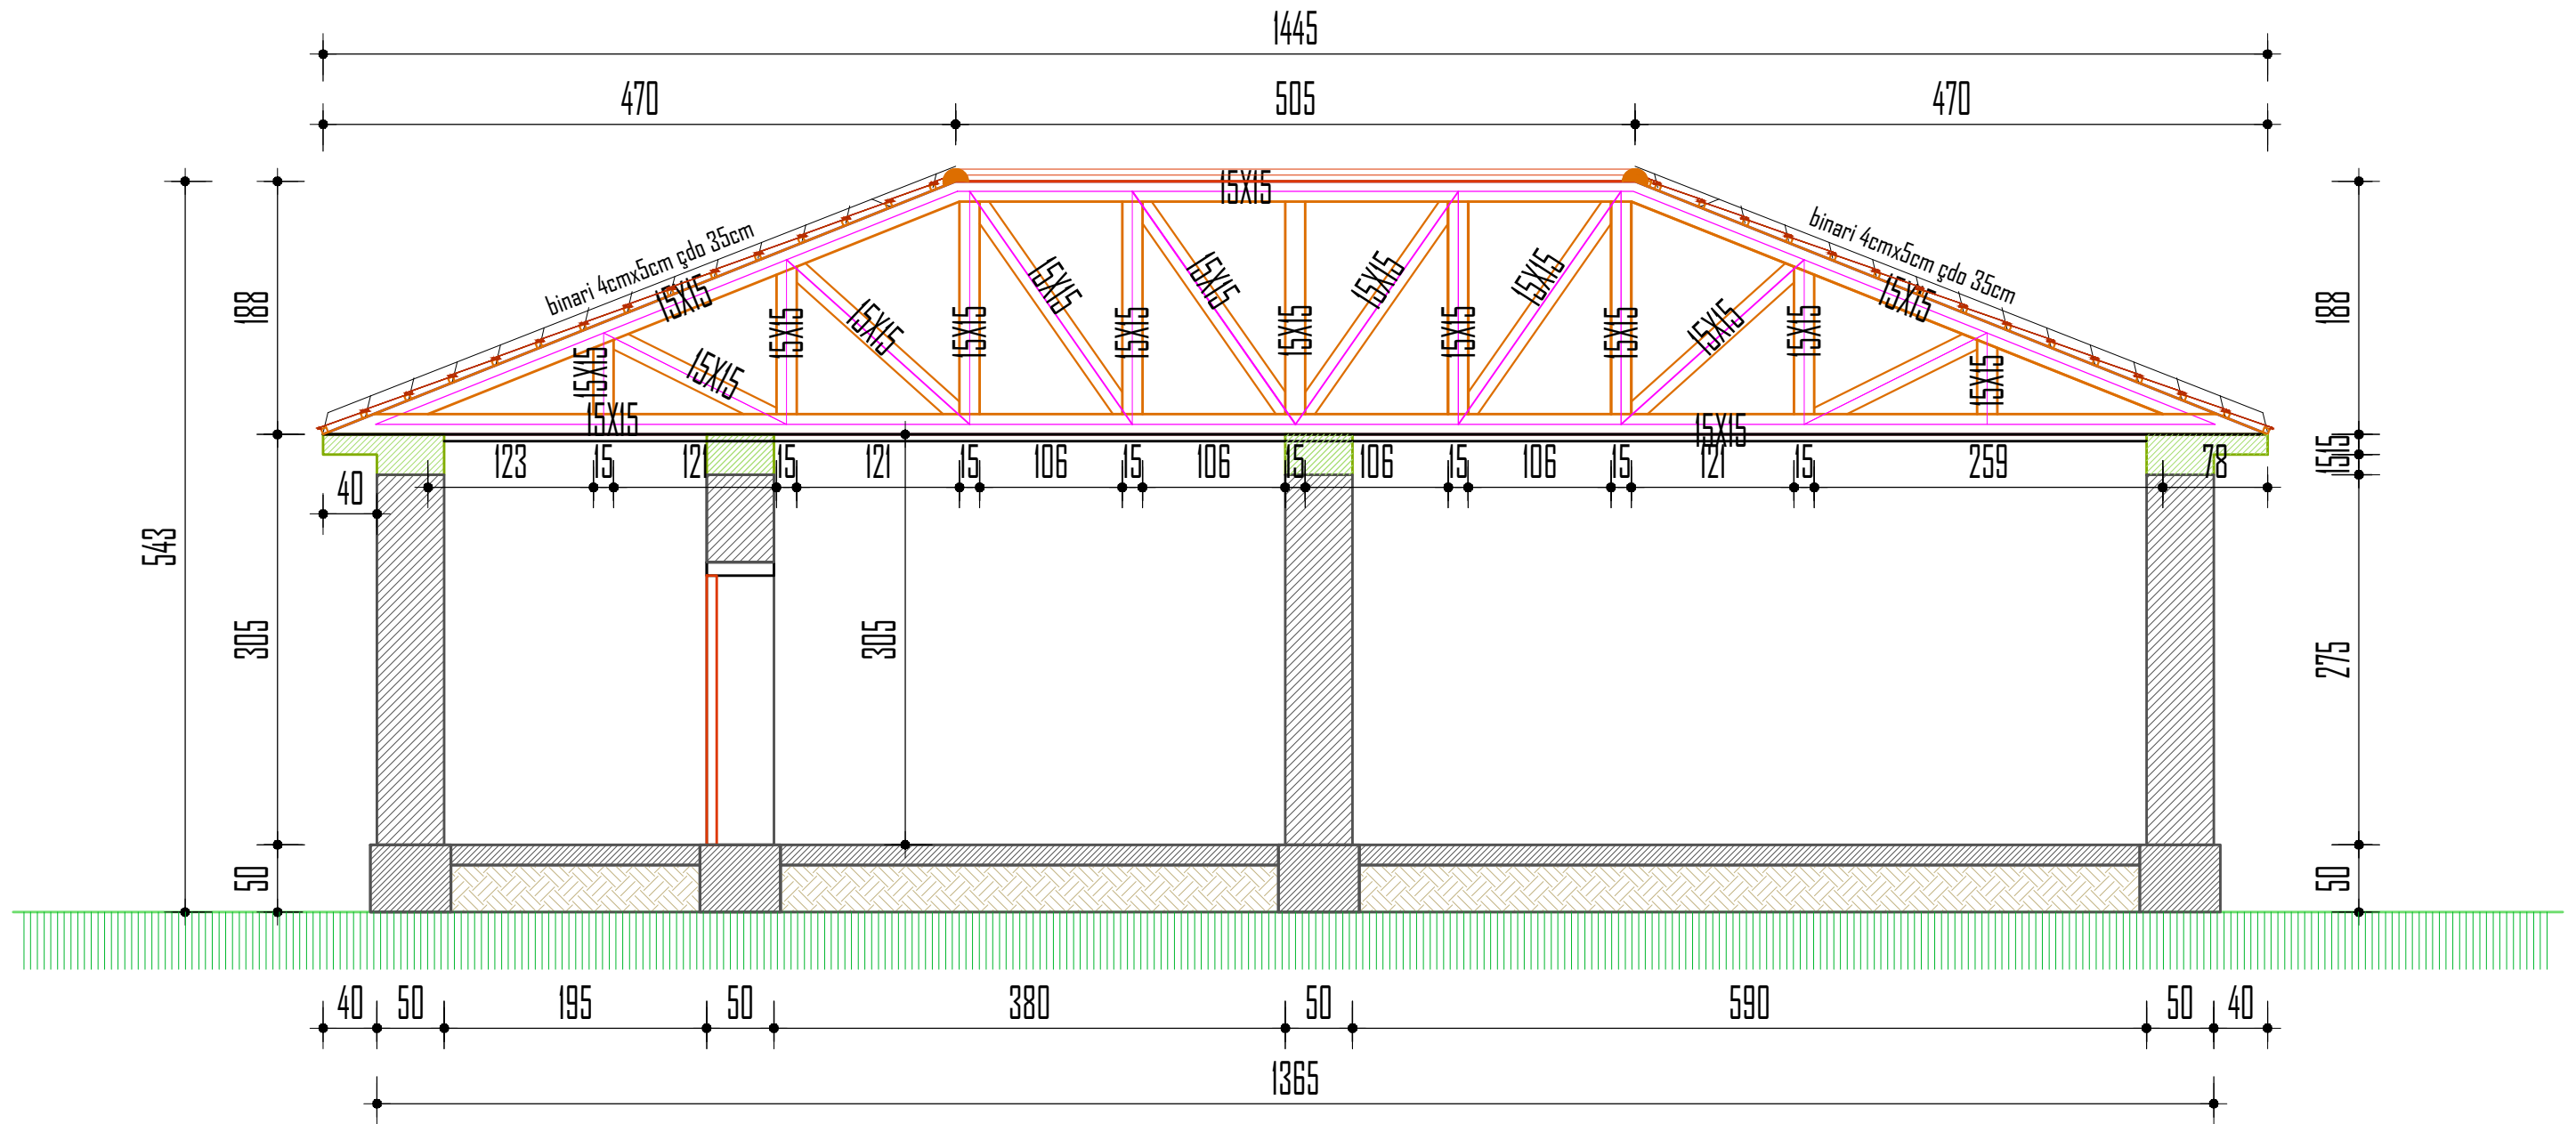 1445
470 505 470
15X15
binari 4cmx5cm çdo 35cm
binari 4cmx5cm çdo 35cm
15X15 15X15
188 188
15X15 15X15 15X15 15X15
15X15 15X15 15X15 15X15 15X15 15X15 15X15 15X15 15X15
15X15 15X15 15X15 15X15
15X15 15X15
123 15 121 15 121 15 106 15 106 15 106 15 106 15 121 15 259 78
15 15
40
543
305 305 275
50 50
40 50 195 50 380 50 590 50 40
1365